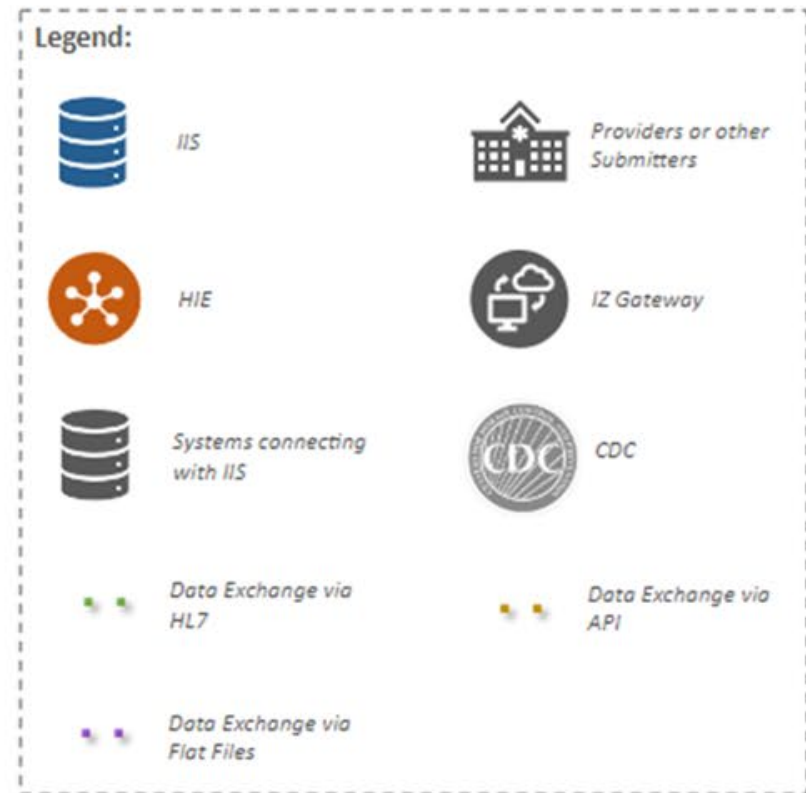 Legend:
IIS
Providers or other
Submitters
HIE
IZ Gateway
Systems connecting
with IIS
CDC
CDC
Data Exchange via
HL7
Data Exchange via
API
Data Exchange via
Flat Files